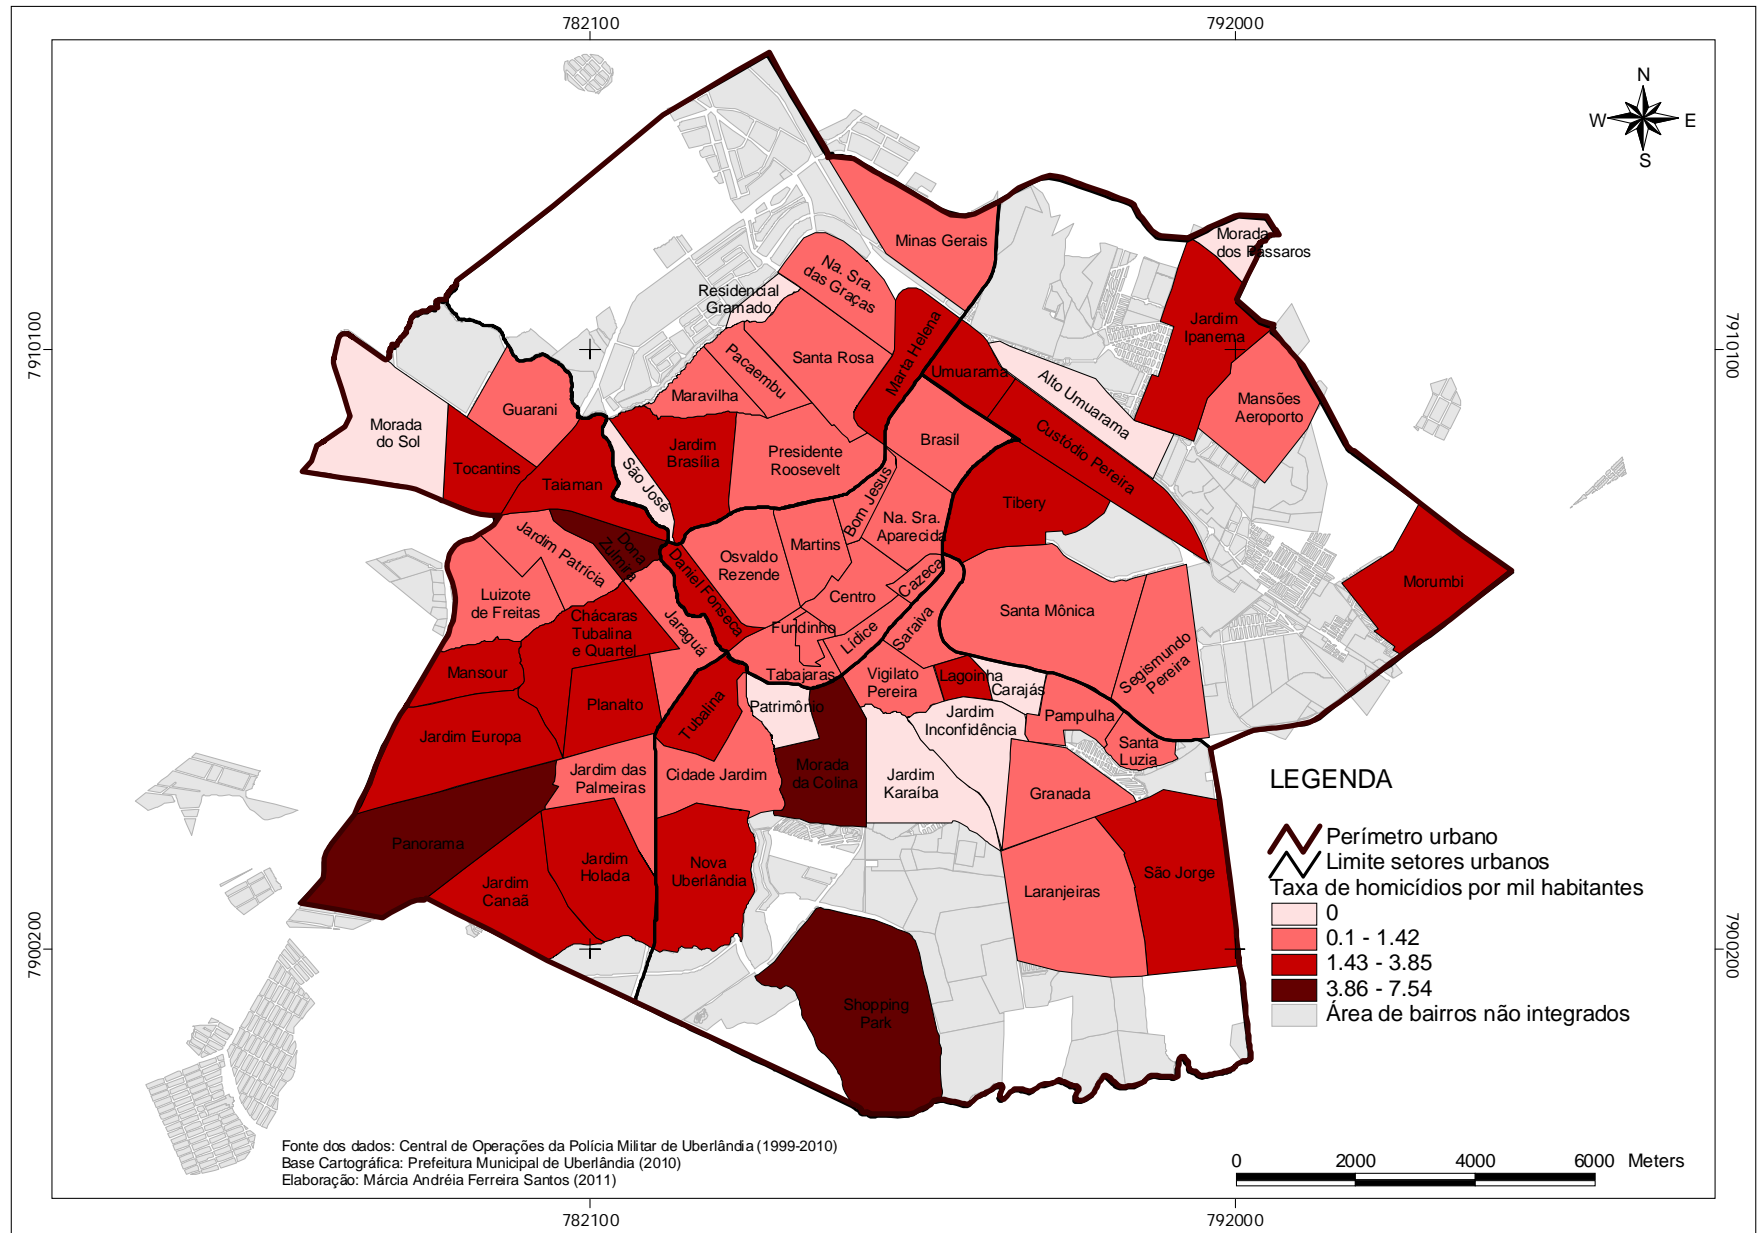 782100
792000
N
W
E
S
7910100
7910100
7900200
7900200
Minas Gerais
Morada
dos Pássaros
Na. Sra.
das Graças
Residencial
Gramado
Jardim
Ipanema
Marta Helena
Santa Rosa
Pacaembu
Umuarama
Alto Umuarama
Maravilha
Mansões
Aeroporto
Guarani
Morada
do Sol
Brasil
Custódio Pereira
Jardim
Brasília
Presidente
Roosevelt
Tocantins
Taiaman
São José
Bom Jesus
Tibery
Na. Sra.
Aparecida
Jardim Patrícia
Dona
Zulmira
Daniel Fonseca
Osvaldo
Rezende
Martins
Cazeca
Morumbi
Luizote
de Freitas
Centro
Santa Mônica
Chácaras
Tubalina
e Quartel
Jaraguá
Fundinho
Lídice
Saraiva
Segismundo
Pereira
Mansour
Tabajaras
Vigilato
Pereira
Lagoinha
Carajás
Planalto
Tubalina
Patrimônio
Jardim
Inconfidência
Pampulha
Jardim Europa
Santa
Luzia
Jardim das
Palmeiras
Cidade Jardim
Morada
da Colina
Jardim
Karaíba
Granada
Panorama
Jardim
Holada
Nova
Uberlândia
Jardim
Canaã
Laranjeiras
São Jorge
Shopping
Park
LEGENDA
Perímetro urbano
Limite setores urbanos
Taxa de homicídios por mil habitantes
0
0.1 - 1.42
1.43 - 3.85
3.86 - 7.54
Área de bairros não integrados
Fonte dos dados: Central de Operações da Polícia Militar de Uberlândia (1999-2010)
Base Cartográfica: Prefeitura Municipal de Uberlândia (2010)
Elaboração: Márcia Andréia Ferreira Santos (2011)
0 2000 4000 6000 Meters
782100
792000